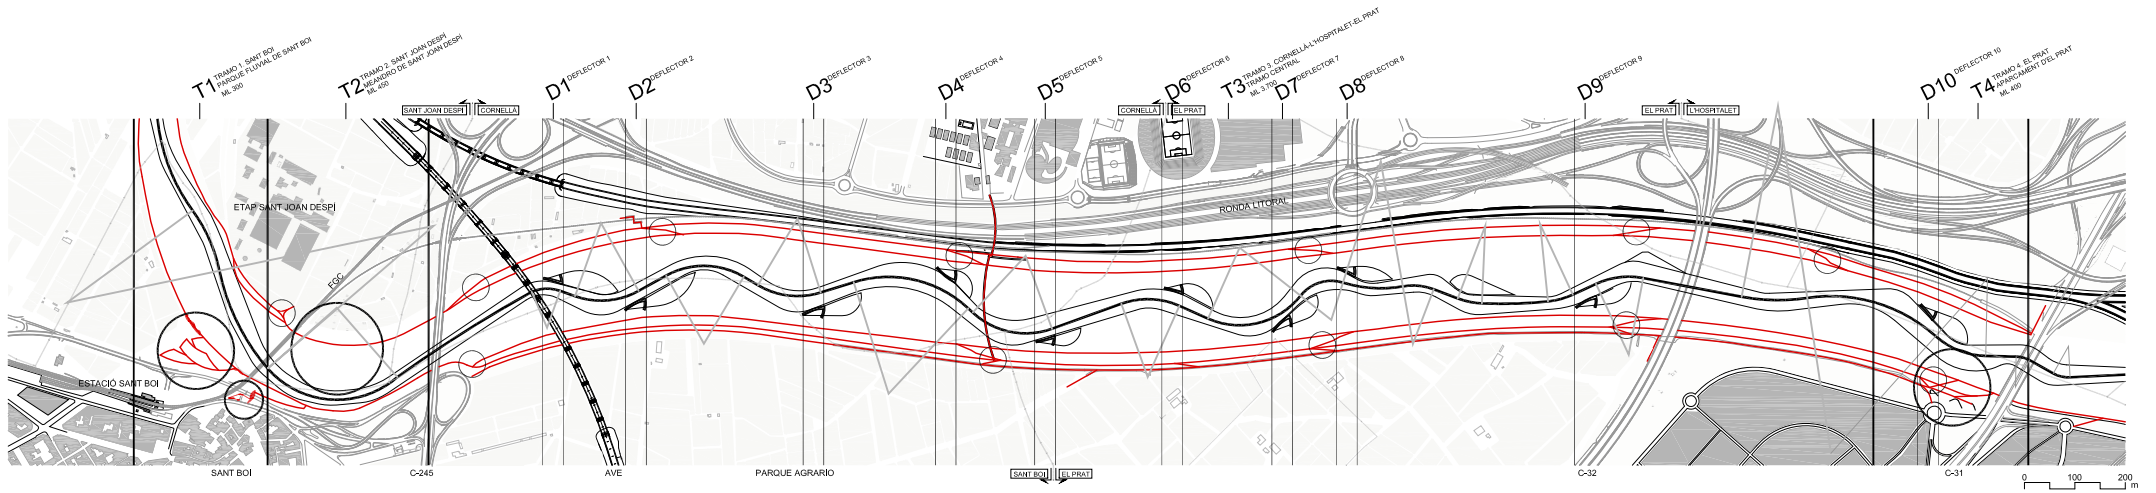 T1 TRAMO 1. SANT BOI
PARQUE FLUVIAL DE SANT BOI
ML 300
T2 TRAMO 2. SANT JOAN DESPÍ
MEANDRO DE SANT JOAN DESPÍ
ML 450
D1 DEFLECTOR 1
D2 DEFLECTOR 2
D3 DEFLECTOR 3
D4 DEFLECTOR 4
D5 DEFLECTOR 5
D6 DEFLECTOR 6
T3 TRAMO 3. CORNELLÀ-L'HOSPITALET-EL PRAT
TRAMO CENTRAL
ML 3.700
D7 DEFLECTOR 7
D8 DEFLECTOR 8
D9 DEFLECTOR 9
D10 DEFLECTOR 10
T4 TRAMO 4. EL PRAT
APARCAMENT D'EL PRAT
ML 400
SANT JOAN DESPÍ
CORNELLÀ
CORNELLÀ
EL PRAT
EL PRAT
L'HOSPITALET
ETAP SANT JOAN DESPÍ
RONDA LITORAL
FGC
ESTACIÓ SANT BOI
SANT BOI
C-245
AVE
PARQUE AGRARIO
SANT BOI
EL PRAT
C-32
C-31
0 100 200
m